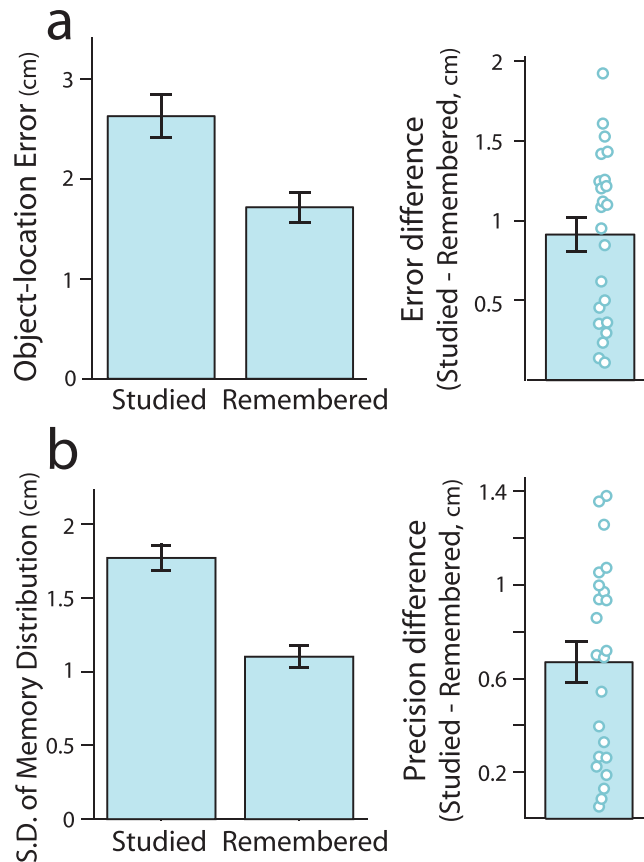 a
Object-location Error (cm)
3
2
1
0
Studied
Remembered
Error difference
(Studied - Remembered, cm)
2
1.5
1
0.5
b
S.D. of Memory Distribution (cm)
2
1.5
1
0.5
0
Studied
Remembered
Precision difference
(Studied - Remembered, cm)
1.4
1
0.6
0.2